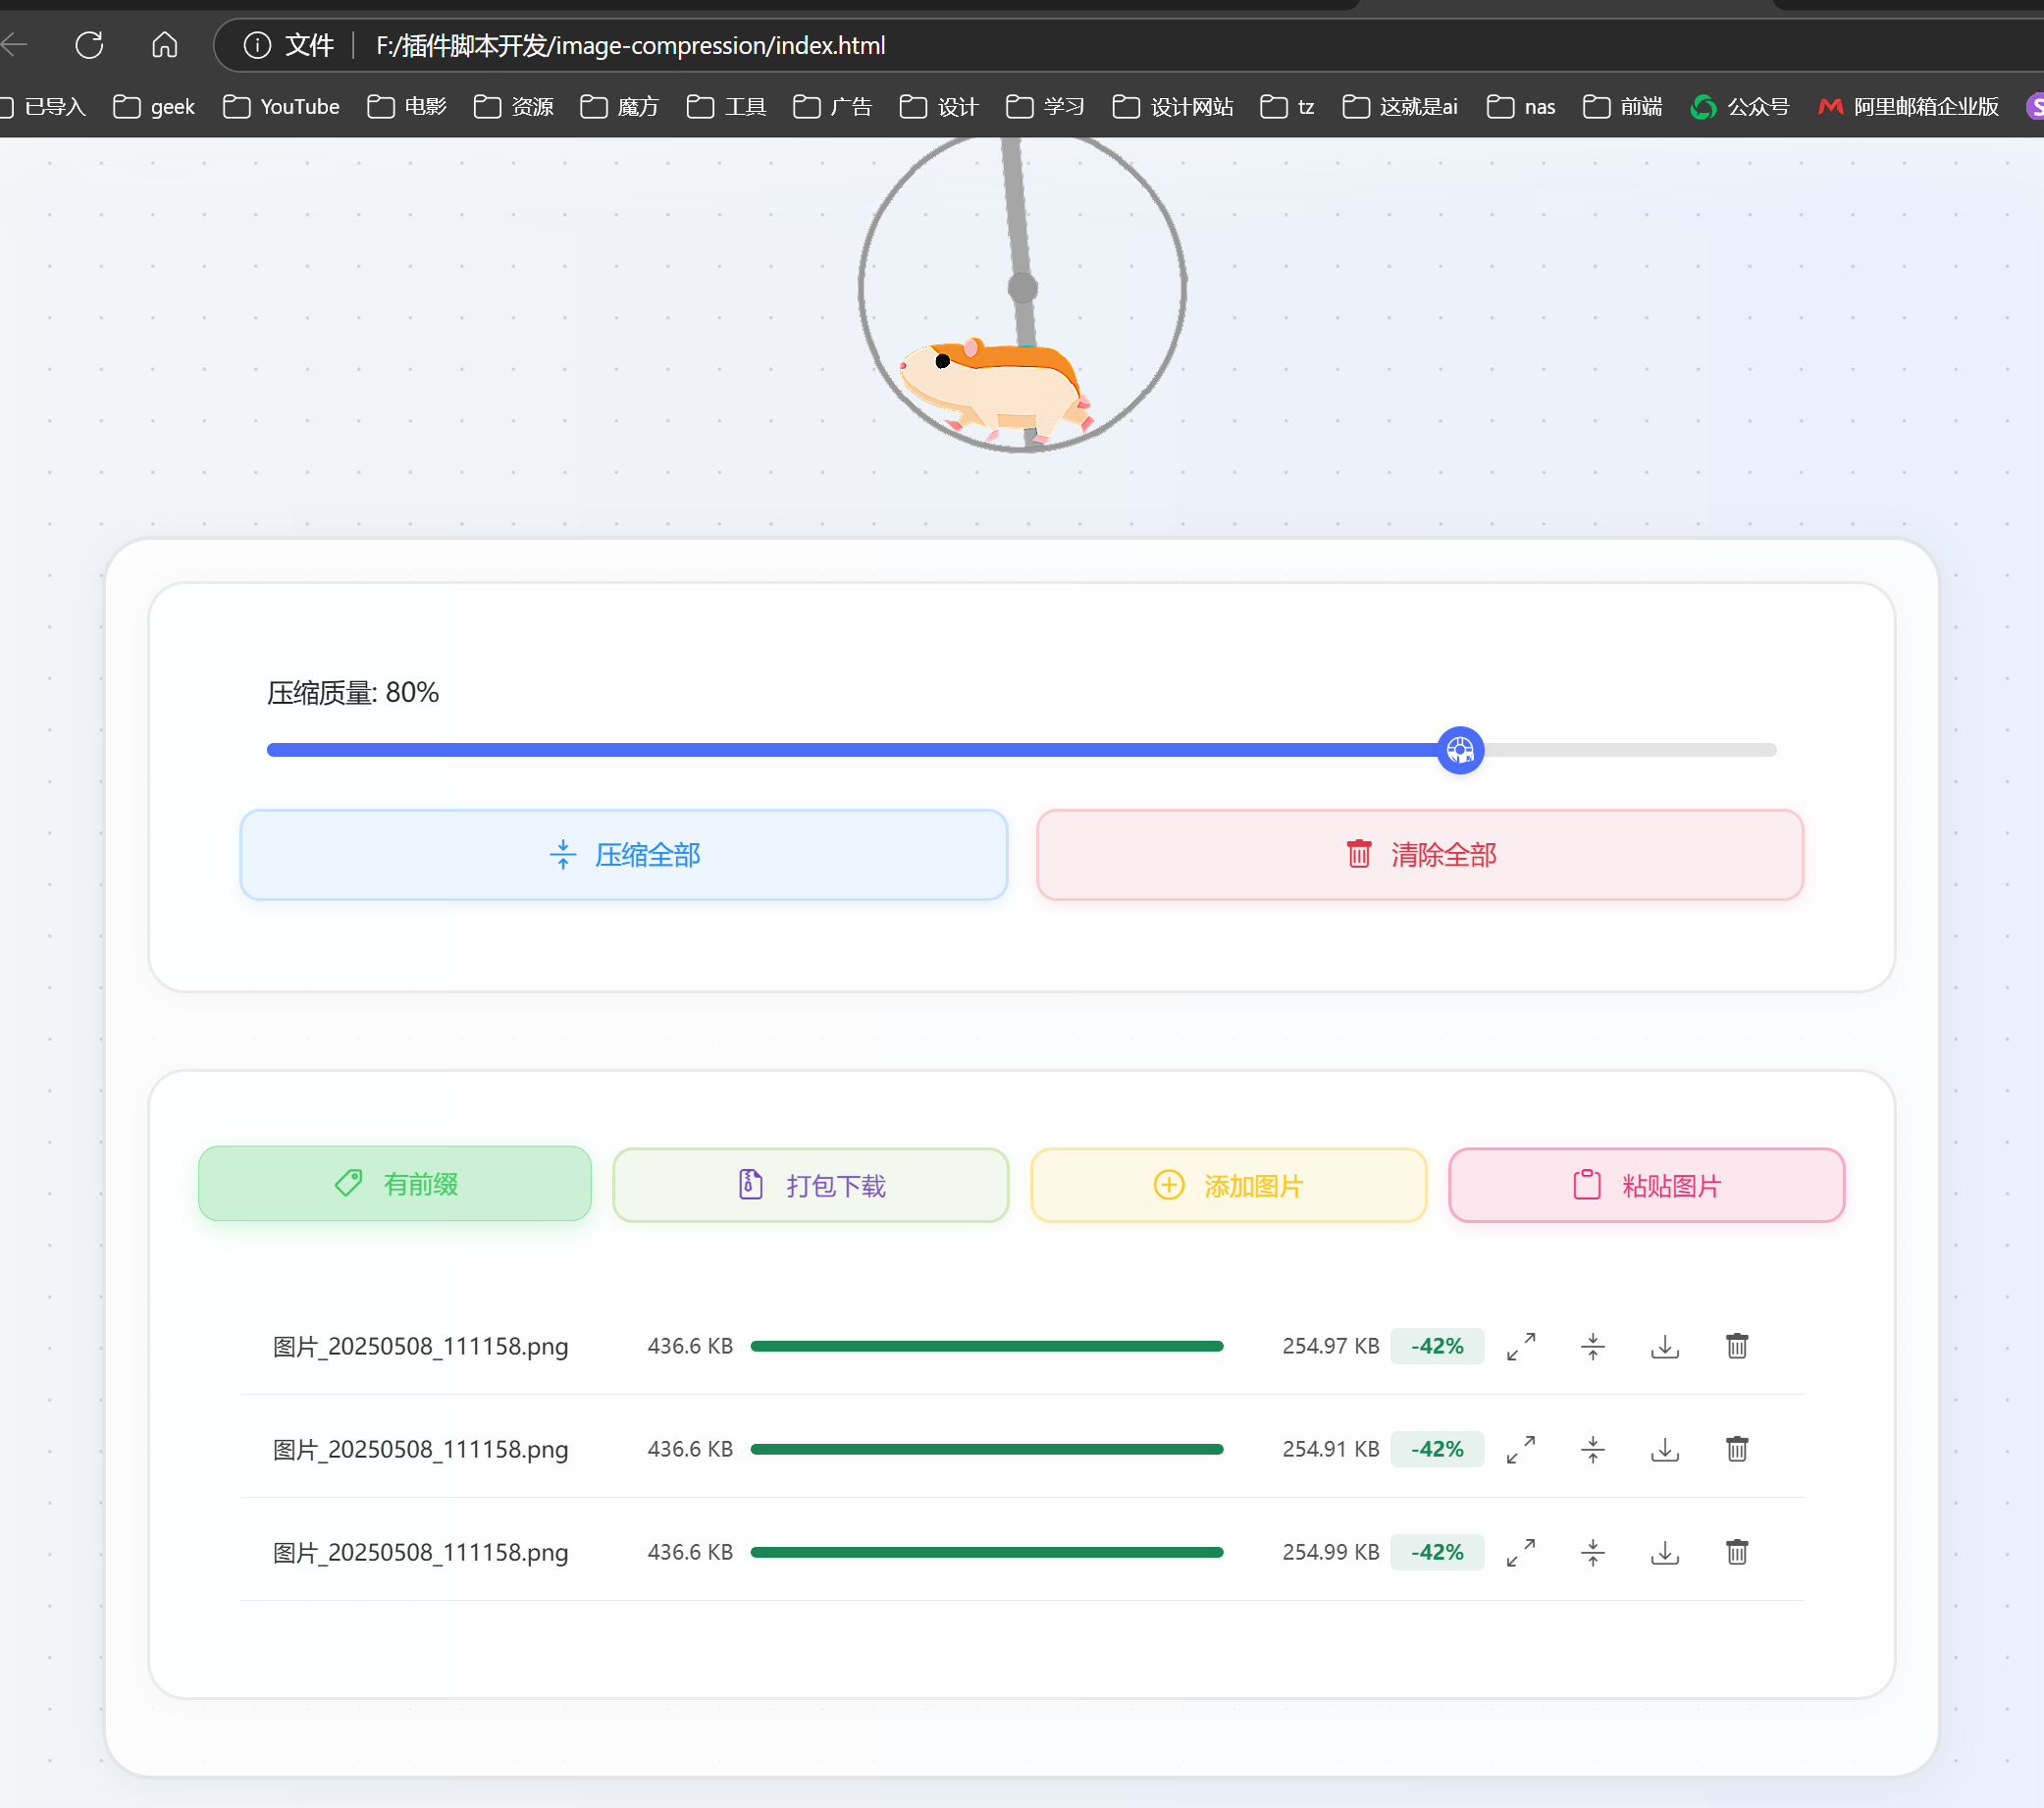 文件 F:/插件脚本开发/image-compression/index.html
已导入 geek YouTube 电影 资源 魔方 工具 广告 设计 学习 设计网站 tz 这就是ai nas 前端 公众号 阿里邮箱企业版
压缩质量: 80%
压缩全部 清除全部
有前缀 打包下载 添加图片 粘贴图片
图片_20250508_111158.png 436.6 KB 254.97 KB -42%
图片_20250508_111158.png 436.6 KB 254.91 KB -42%
图片_20250508_111158.png 436.6 KB 254.99 KB -42%